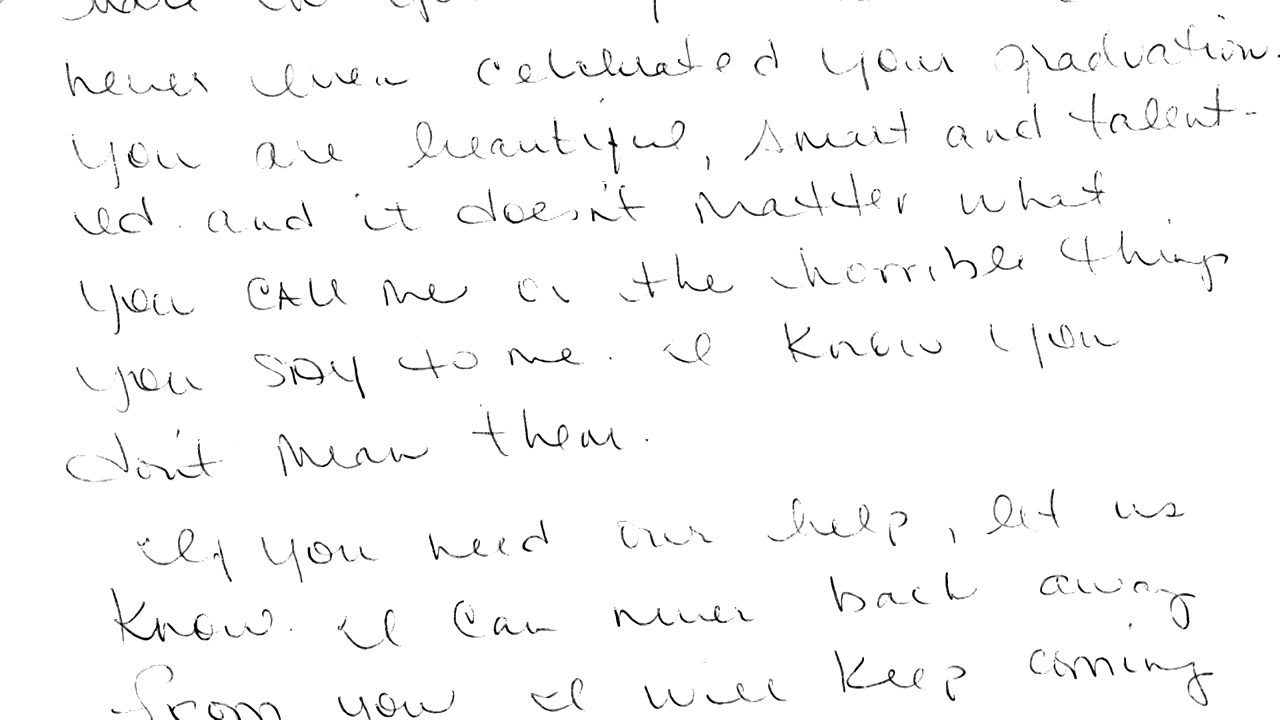 never even celebrated your graduation.
You are beautiful, smart and talent-
ed. and it doesn't matter what
you CALL me or the horrible things
you SAY to me. I know you
don't mean them.
If you need our help, let us
know. I can never back away
from you I will keep coming